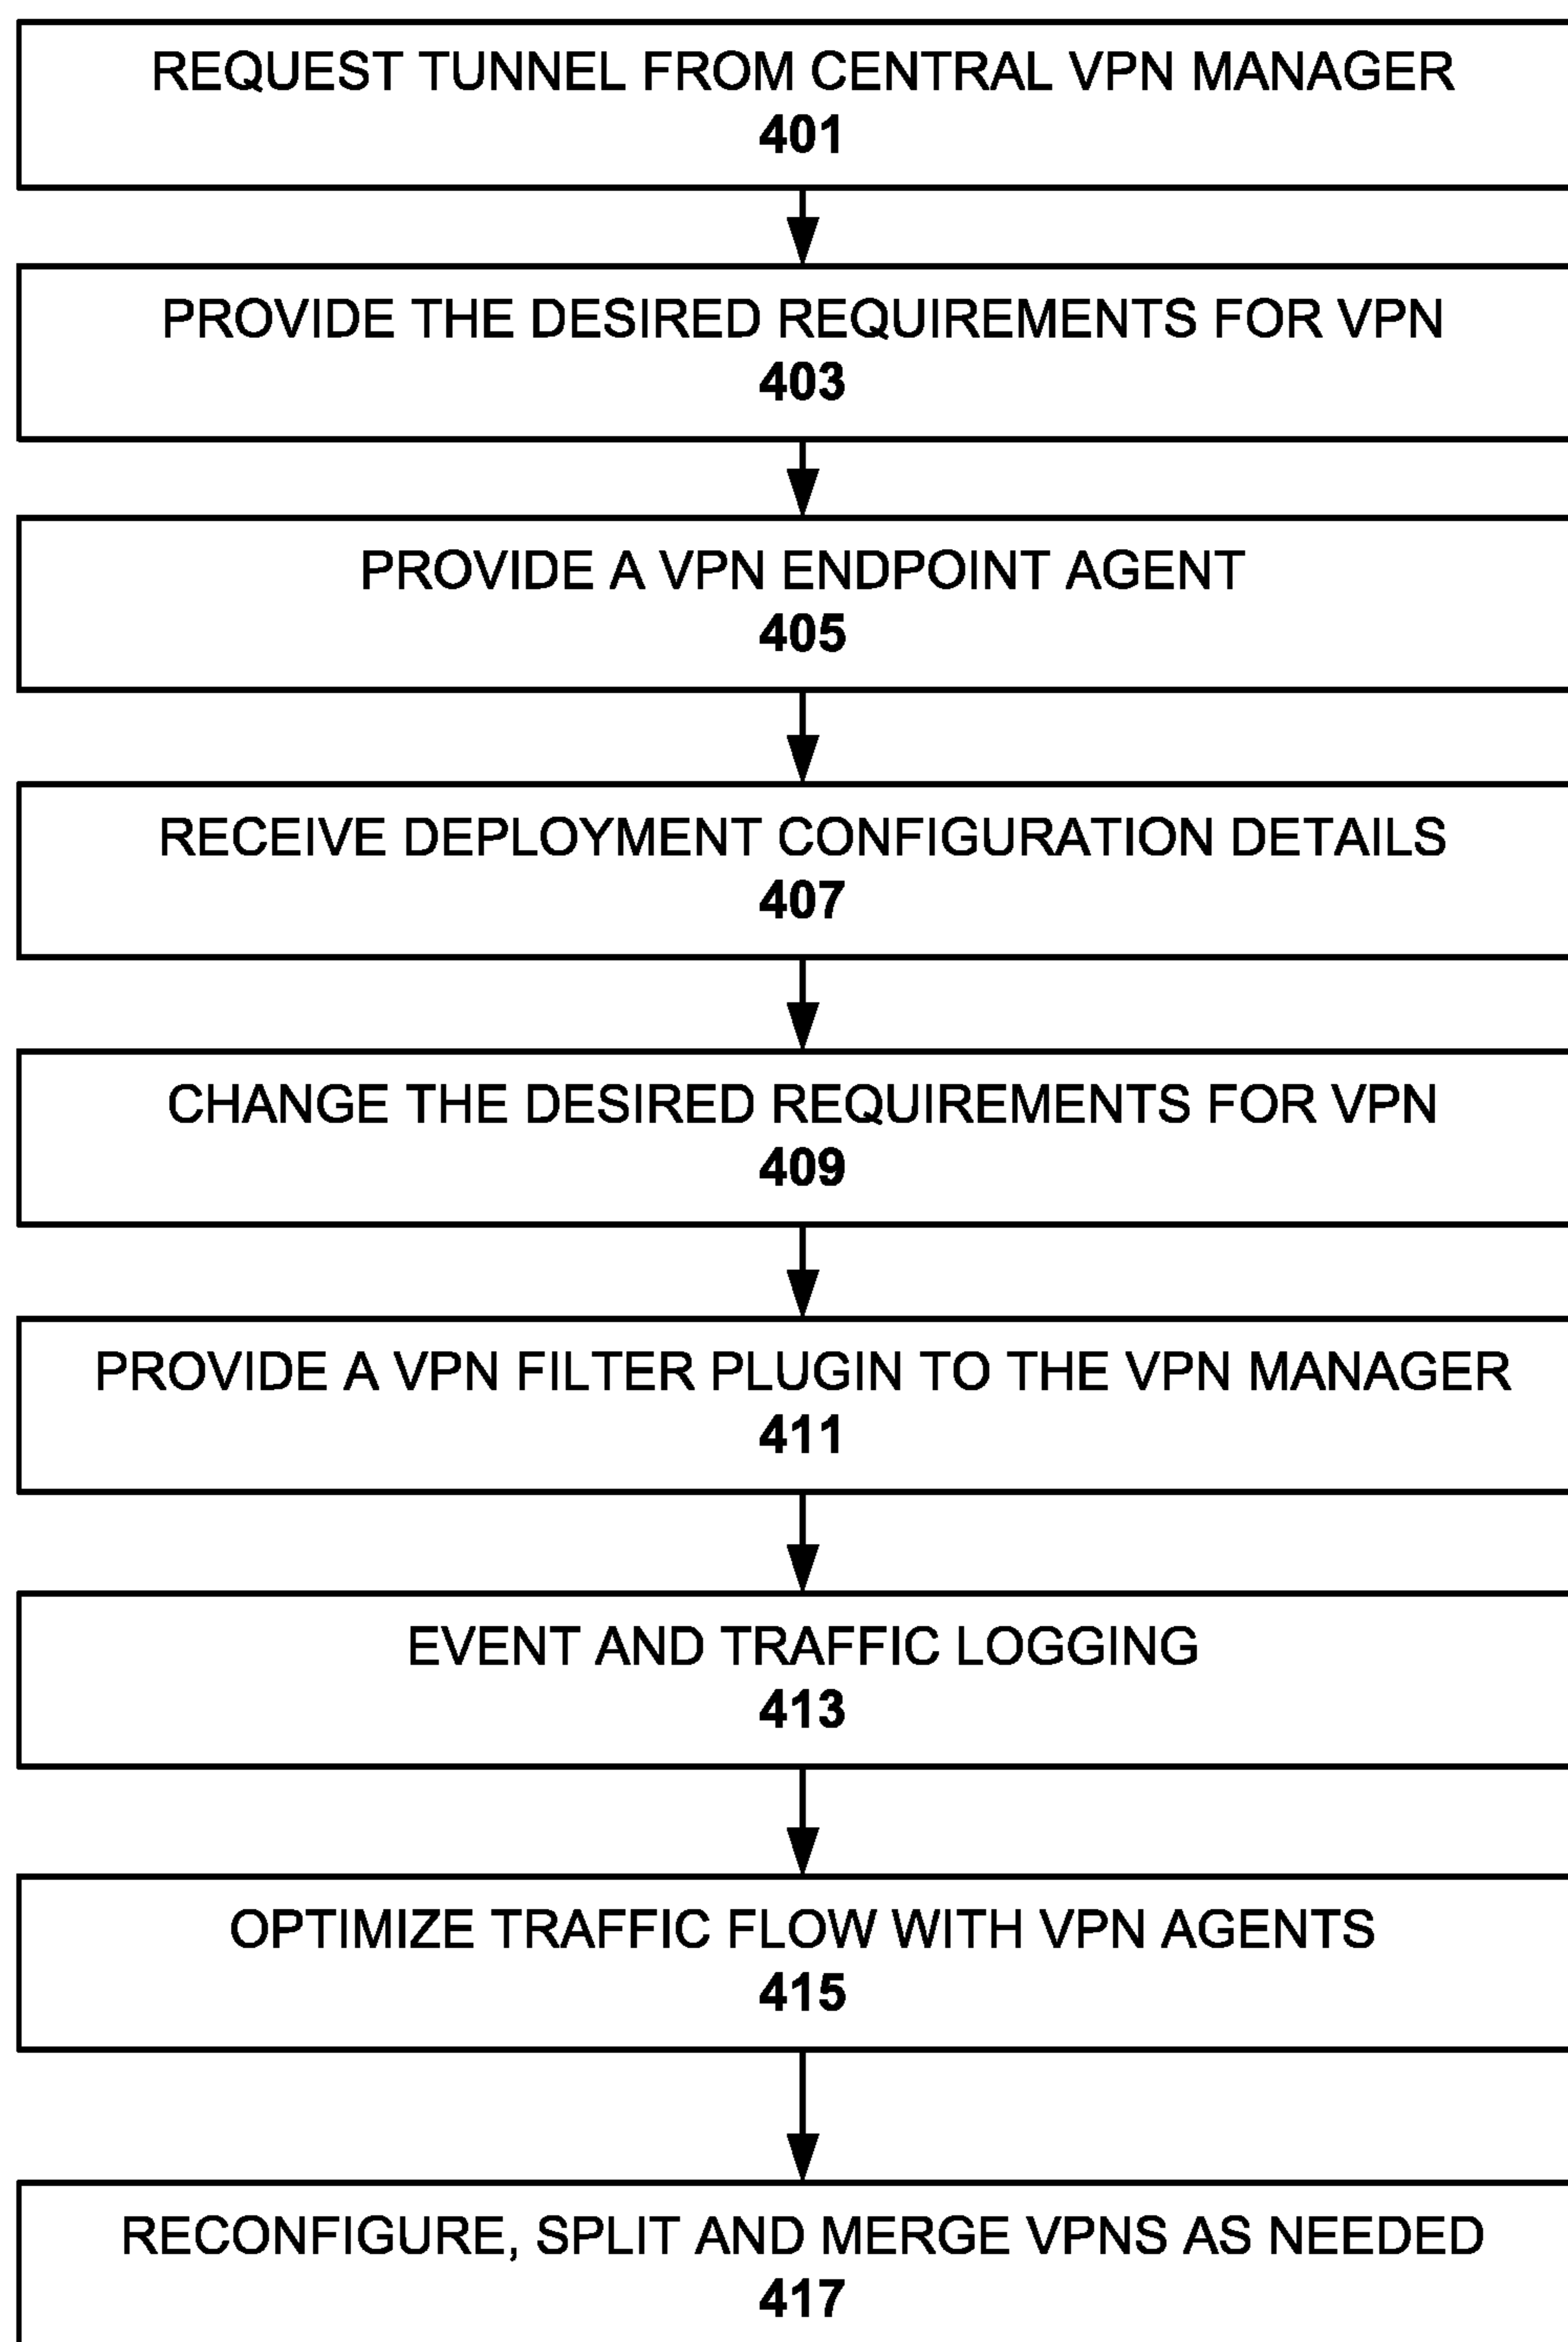 REQUEST TUNNEL FROM CENTRAL VPN MANAGER
401
PROVIDE THE DESIRED REQUIREMENTS FOR VPN
403
PROVIDE A VPN ENDPOINT AGENT
405
RECEIVE DEPLOYMENT CONFIGURATION DETAILS
407
CHANGE THE DESIRED REQUIREMENTS FOR VPN
409
PROVIDE A VPN FILTER PLUGIN TO THE VPN MANAGER
411
EVENT AND TRAFFIC LOGGING
413
OPTIMIZE TRAFFIC FLOW WITH VPN AGENTS
415
RECONFIGURE, SPLIT AND MERGE VPNS AS NEEDED
417